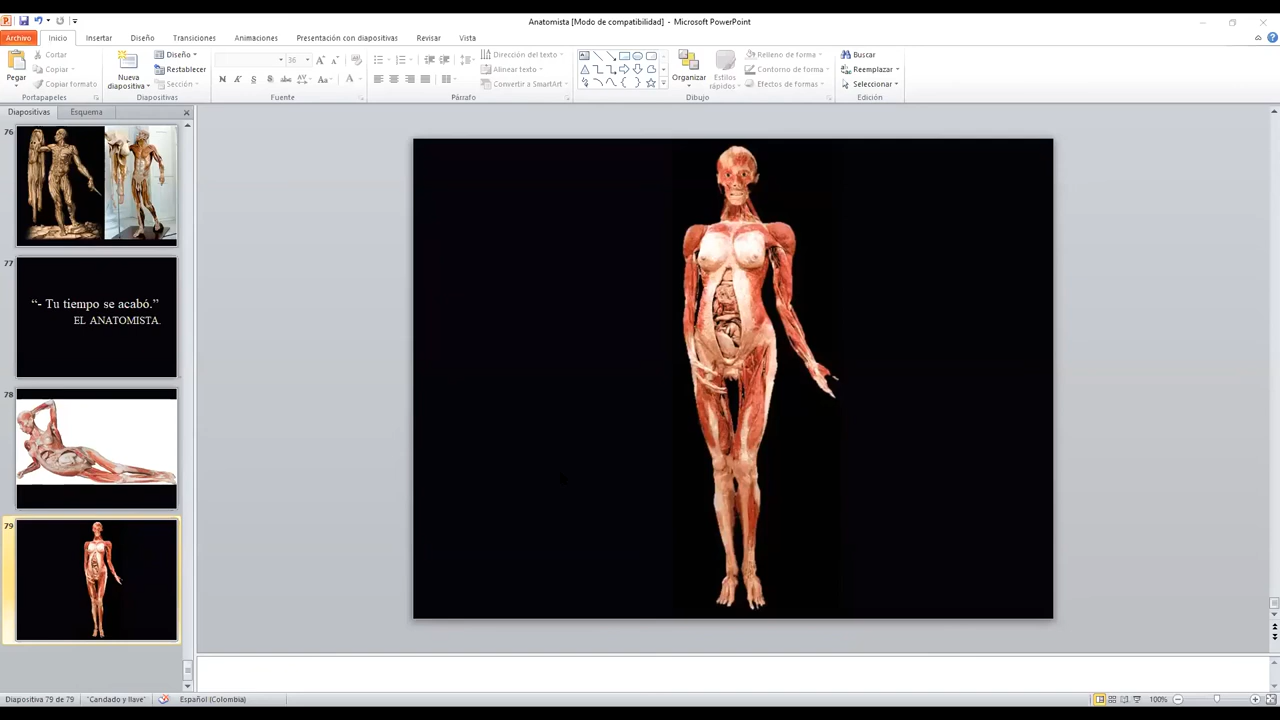 Anatomista [Modo de compatibilidad] - Microsoft PowerPoint
Archivo Inicio Insertar Diseño Transiciones Animaciones Presentación con diapositivas Revisar Vista
Pegar
Cortar
Copiar
Copiar formato
Portapapeles
Nueva diapositiva
Diseño
Restablecer
Sección
Diapositivas
36
N K S S abc AV Aa A
Fuente
Dirección del texto
Alinear texto
Convertir a SmartArt
Párrafo
Organizar
Estilos rápidos
Relleno de forma
Contorno de forma
Efectos de formas
Dibujo
Buscar
Reemplazar
Seleccionar
Edición
Diapositivas Esquema
76
77
“- Tu tiempo se acabó.”
EL ANATOMISTA.
78
79
Diapositiva 79 de 79 "Candado y llave" Español (Colombia) 100%